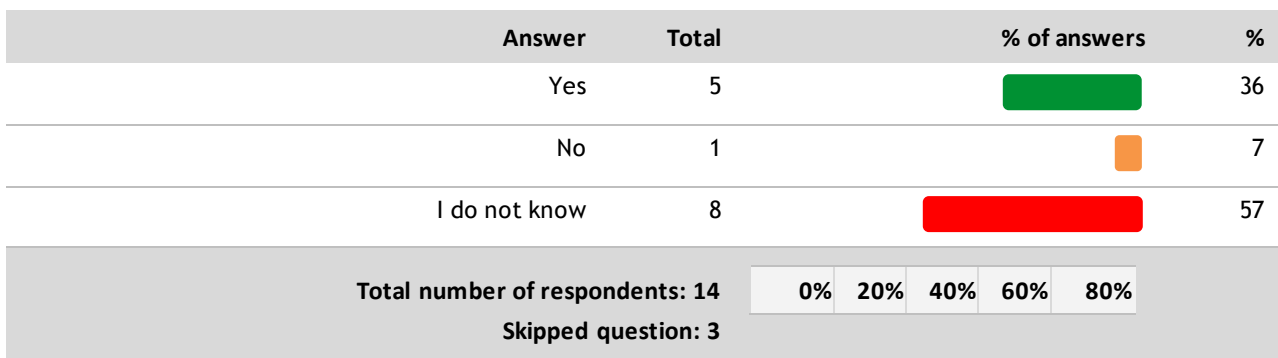 Answer Total % of answers %
Yes 5 36
No 1 7
I do not know 8 57
Total number of respondents: 14 0% 20% 40% 60% 80%
Skipped question: 3